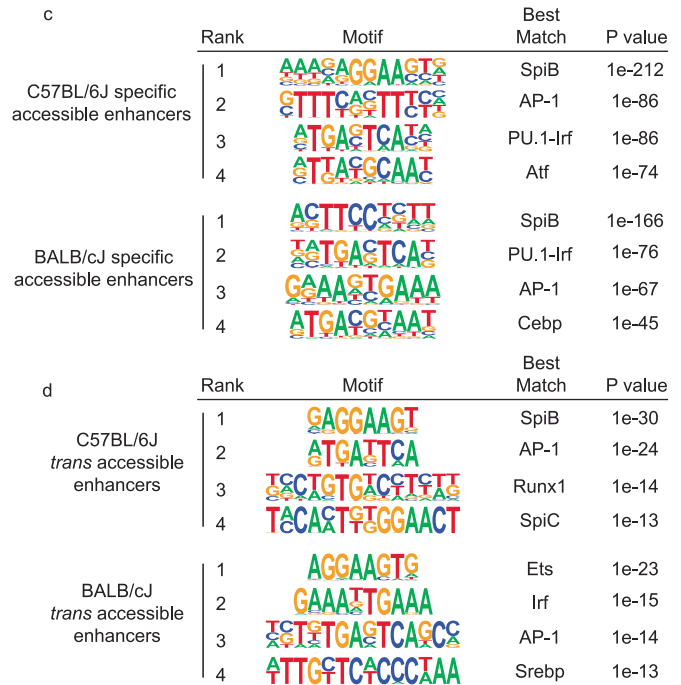 c
Rank Motif Best Match P value
C57BL/6J specific accessible enhancers
1 SpiB 1e-212
2 AP-1 1e-86
3 PU.1-Irf 1e-86
4 Atf 1e-74
BALB/cJ specific accessible enhancers
1 SpiB 1e-166
2 PU.1-Irf 1e-76
3 AP-1 1e-67
4 Cebp 1e-45
d
Rank Motif Best Match P value
C57BL/6J trans accessible enhancers
1 GAGGAAGT SpiB 1e-30
2 ATGATTCA AP-1 1e-24
3 Runx1 1e-14
4 SpiC 1e-13
BALB/cJ trans accessible enhancers
1 AGGAAGTG Ets 1e-23
2 GAAATTGAAA Irf 1e-15
3 AP-1 1e-14
4 Srebp 1e-13